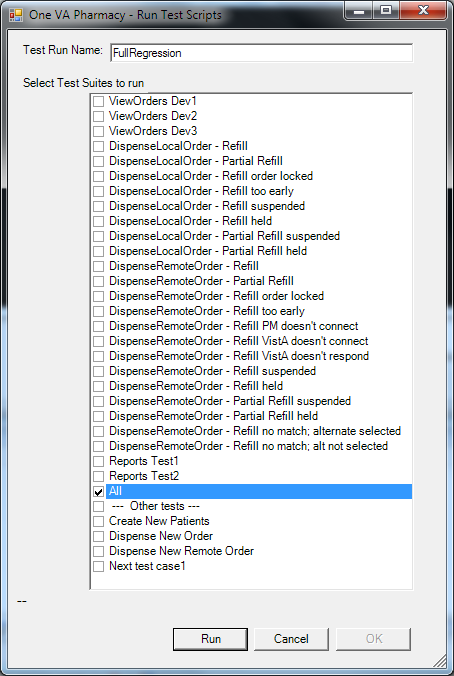 One VA Pharmacy - Run Test Scripts
Test Run Name: FullRegression
Select Test Suites to run
ViewOrders Dev1
ViewOrders Dev2
ViewOrders Dev3
DispenseLocalOrder - Refill
DispenseLocalOrder - Partial Refill
DispenseLocalOrder - Refill order locked
DispenseLocalOrder - Refill too early
DispenseLocalOrder - Refill suspended
DispenseLocalOrder - Refill held
DispenseLocalOrder - Partial Refill suspended
DispenseLocalOrder - Partial Refill held
DispenseRemoteOrder - Refill
DispenseRemoteOrder - Partial Refill
DispenseRemoteOrder - Refill order locked
DispenseRemoteOrder - Refill too early
DispenseRemoteOrder - Refill PM doesn't connect
DispenseRemoteOrder - Refill VistA doesn't connect
DispenseRemoteOrder - Refill VistA doesn't respond
DispenseRemoteOrder - Refill suspended
DispenseRemoteOrder - Refill held
DispenseRemoteOrder - Partial Refill suspended
DispenseRemoteOrder - Partial Refill held
DispenseRemoteOrder - Refill no match; alternate selected
DispenseRemoteOrder - Refill no match; alt not selected
Reports Test1
Reports Test2
All
--- Other tests ---
Create New Patients
Dispense New Order
Dispense New Remote Order
Next test case1
--
Run Cancel OK